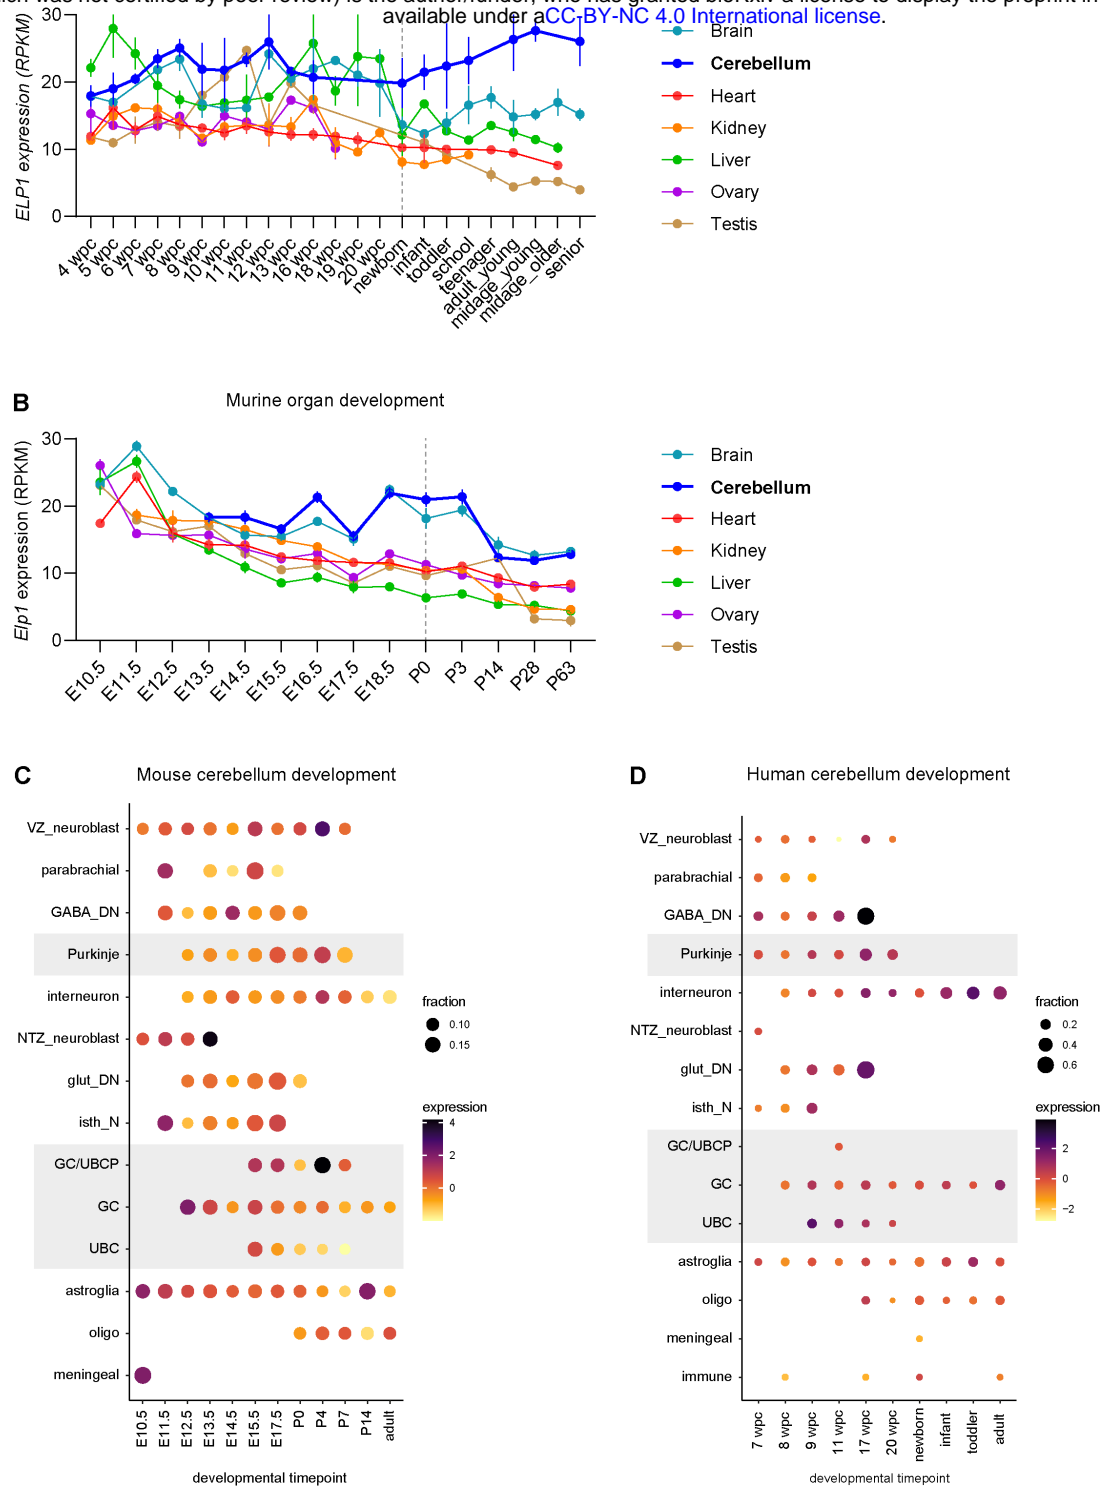 available under aCC-BY-NC 4.0 International license.
ELP1 expression (RPKM)
30
20
10
0
4 wpc
5 wpc
6 wpc
7 wpc
8 wpc
9 wpc
10 wpc
11 wpc
12 wpc
13 wpc
16 wpc
18 wpc
19 wpc
20 wpc
newborn
infant
toddler
school
teenager
adult_young
midage_young
midage_older
senior
Brain
Cerebellum
Heart
Kidney
Liver
Ovary
Testis
B
Murine organ development
Elp1 expression (RPKM)
30
20
10
0
E10.5
E11.5
E12.5
E13.5
E14.5
E15.5
E16.5
E17.5
E18.5
P0
P3
P14
P28
P63
Brain
Cerebellum
Heart
Kidney
Liver
Ovary
Testis
C
Mouse cerebellum development
VZ_neuroblast
parabrachial
GABA_DN
Purkinje
interneuron
NTZ_neuroblast
glut_DN
isth_N
GC/UBCP
GC
UBC
astroglia
oligo
meningeal
E10.5
E11.5
E12.5
E13.5
E14.5
E15.5
E17.5
P0
P4
P7
P14
adult
developmental timepoint
fraction
0.10
0.15
expression
4
2
0
D
Human cerebellum development
VZ_neuroblast
parabrachial
GABA_DN
Purkinje
interneuron
NTZ_neuroblast
glut_DN
isth_N
GC/UBCP
GC
UBC
astroglia
oligo
meningeal
immune
7 wpc
8 wpc
9 wpc
11 wpc
17 wpc
20 wpc
newborn
infant
toddler
adult
developmental timepoint
fraction
0.2
0.4
0.6
expression
2
0
−2